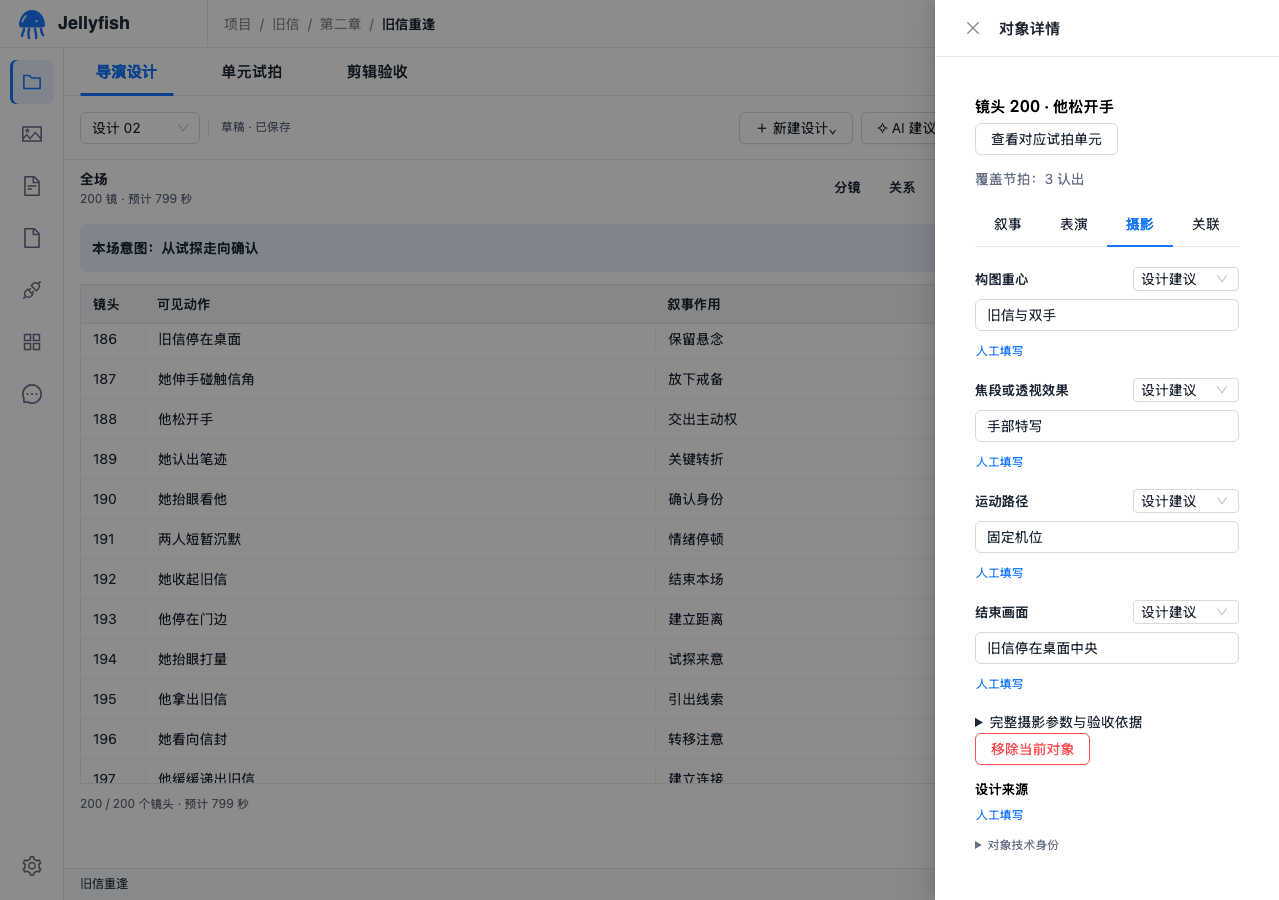 Jellyfish
项目 / 旧信 / 第二章 / 旧信重逢
导演设计 单元试拍 剪辑验收
设计 02
草稿 · 已保存
+ 新建设计
AI 建议
全场
200 镜 · 预计 799 秒
分镜 关系
本场意图：从试探走向确认
镜头 可见动作 叙事作用
186 旧信停在桌面 保留悬念
187 她伸手碰触信角 放下戒备
188 他松开手 交出主动权
189 她认出笔迹 关键转折
190 她抬眼看他 确认身份
191 两人短暂沉默 情绪停顿
192 她收起旧信 结束本场
193 他停在门边 建立距离
194 她抬眼打量 试探来意
195 他拿出旧信 引出线索
196 她看向信封 转移注意
197 他缓缓递出旧信 建立连接
200 / 200 个镜头 · 预计 799 秒
旧信重逢
对象详情
镜头 200 · 他松开手
查看对应试拍单元
覆盖节拍：3 认出
叙事 表演 摄影 关联
构图重心 设计建议
旧信与双手
人工填写
焦段或透视效果 设计建议
手部特写
人工填写
运动路径 设计建议
固定机位
人工填写
结束画面 设计建议
旧信停在桌面中央
人工填写
完整摄影参数与验收依据
移除当前对象
设计来源
人工填写
对象技术身份